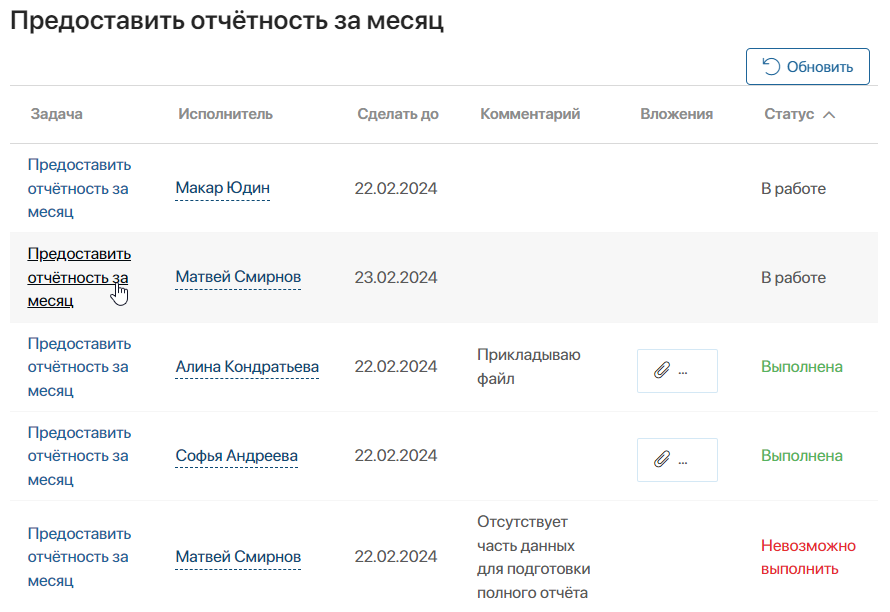 Предоставить отчётность за месяц
Обновить
Задача Исполнитель Сделать до Комментарий Вложения Статус
Предоставить
отчётность за
месяц
Макар Юдин 22.02.2024 В работе
Предоставить
отчётность за
месяц
Матвей Смирнов 23.02.2024 В работе
Предоставить
отчётность за
месяц
Алина Кондратьева 22.02.2024
Прикладываю
файл
...
Выполнена
Предоставить
отчётность за
месяц
Софья Андреева 22.02.2024
...
Выполнена
Предоставить
отчётность за
месяц
Матвей Смирнов 22.02.2024
Отсутствует
часть данных
для подготовки
полного отчёта
Невозможно
выполнить